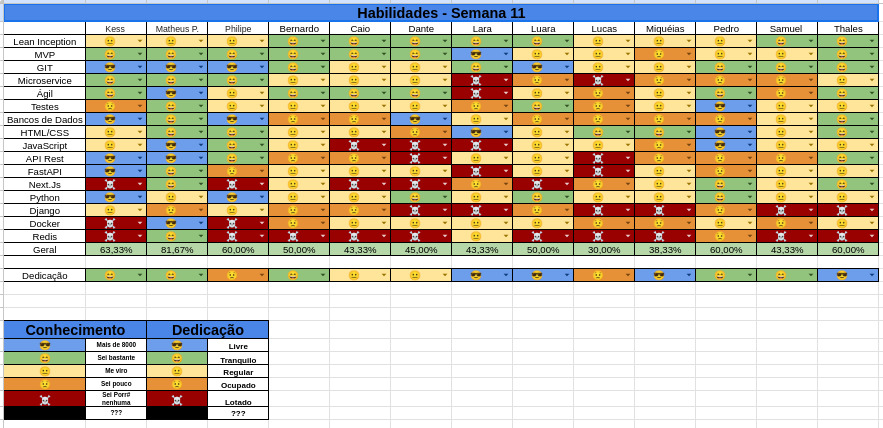 Habilidades - Semana 11
Kess Matheus P. Philipe Bernardo Caio Dante Lara Luara Lucas Miquéias Pedro Samuel Thales
Lean Inception
MVP
GIT
Microservice
Ágil
Testes
Bancos de Dados
HTML/CSS
JavaScript
API Rest
FastAPI
Next.Js
Python
Django
Docker
Redis
Geral 63,33% 81,67% 60,00% 50,00% 43,33% 45,00% 43,33% 50,00% 30,00% 38,33% 60,00% 43,33% 60,00%
Dedicação
Conhecimento Dedicação
Mais de 8000 Livre
Sei bastante Tranquilo
Me viro Regular
Sei pouco Ocupado
Sei Porr#
nenhuma Lotado
??? ???